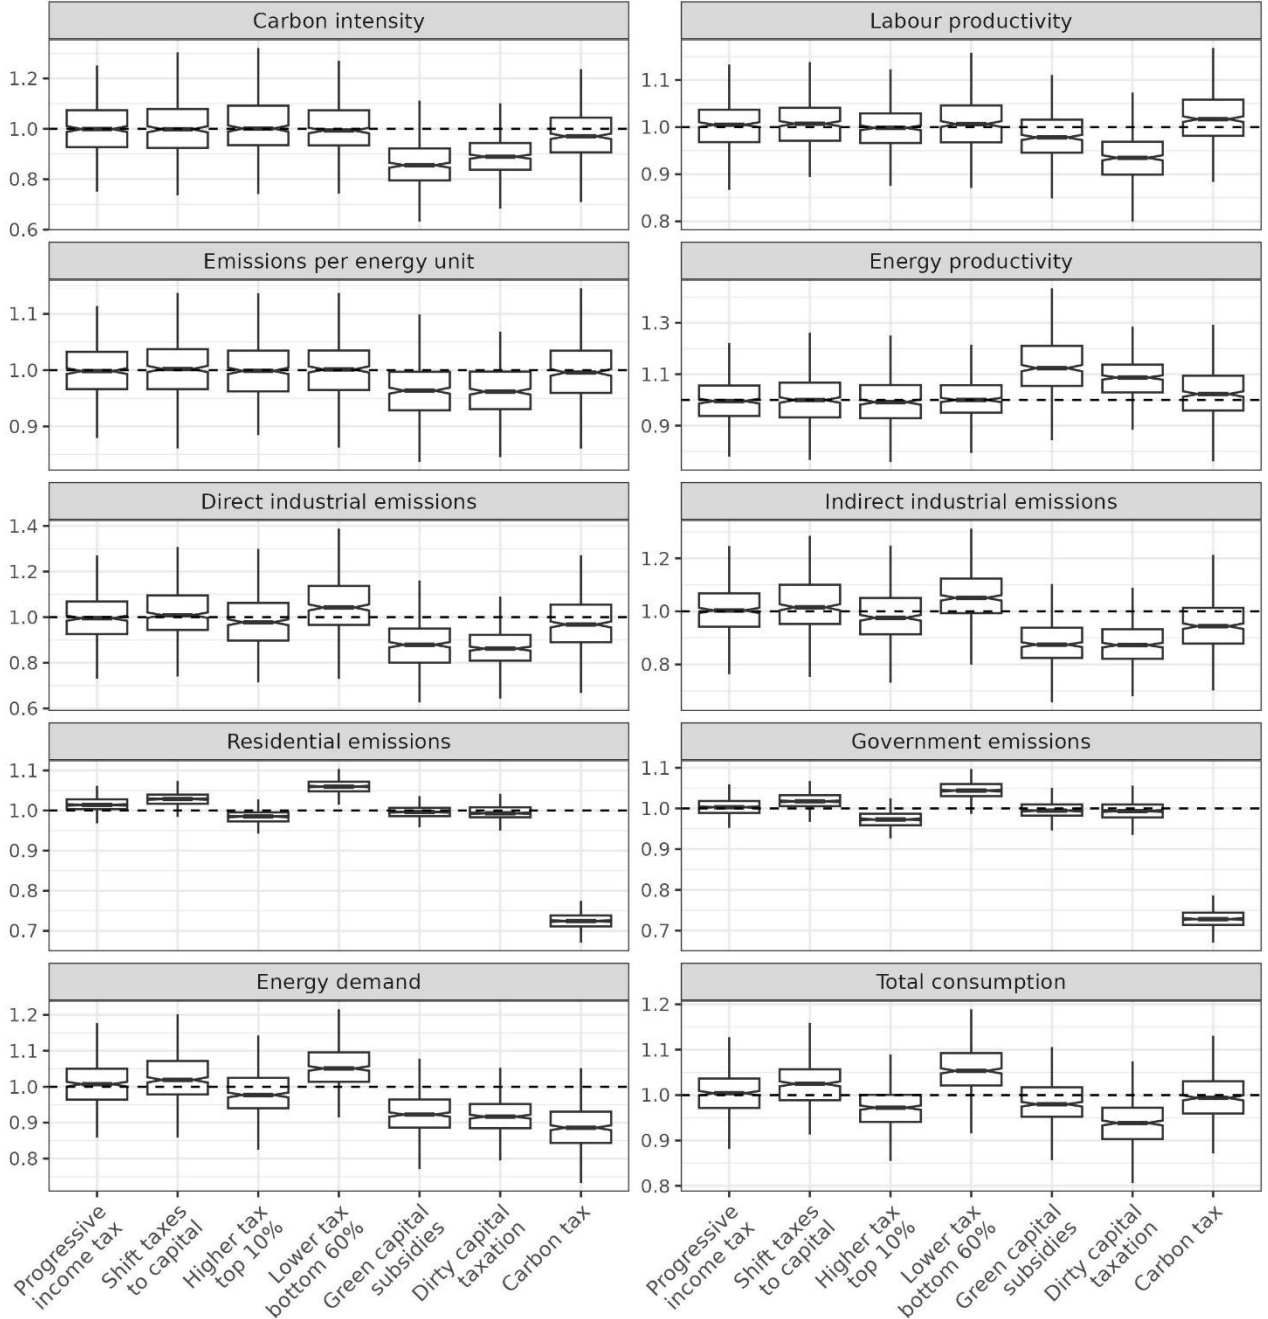 Carbon intensity
1.2
1.0
0.8
0.6
Labour productivity
1.1
1.0
0.9
0.8
Emissions per energy unit
1.1
1.0
0.9
Energy productivity
1.3
1.1
0.9
Direct industrial emissions
1.4
1.2
1.0
0.8
0.6
Indirect industrial emissions
1.2
1.0
0.8
Residential emissions
1.1
1.0
0.9
0.8
0.7
Government emissions
1.1
1.0
0.9
0.8
0.7
Energy demand
1.2
1.1
1.0
0.9
0.8
Total consumption
1.2
1.1
1.0
0.9
0.8
Progressive
income tax
Shift taxes
to capital
Higher tax
top 10%
Lower tax
bottom 60%
Green capital
subsidies
Dirty capital
taxation
Carbon tax
Progressive
income tax
Shift taxes
to capital
Higher tax
top 10%
Lower tax
bottom 60%
Green capital
subsidies
Dirty capital
taxation
Carbon tax